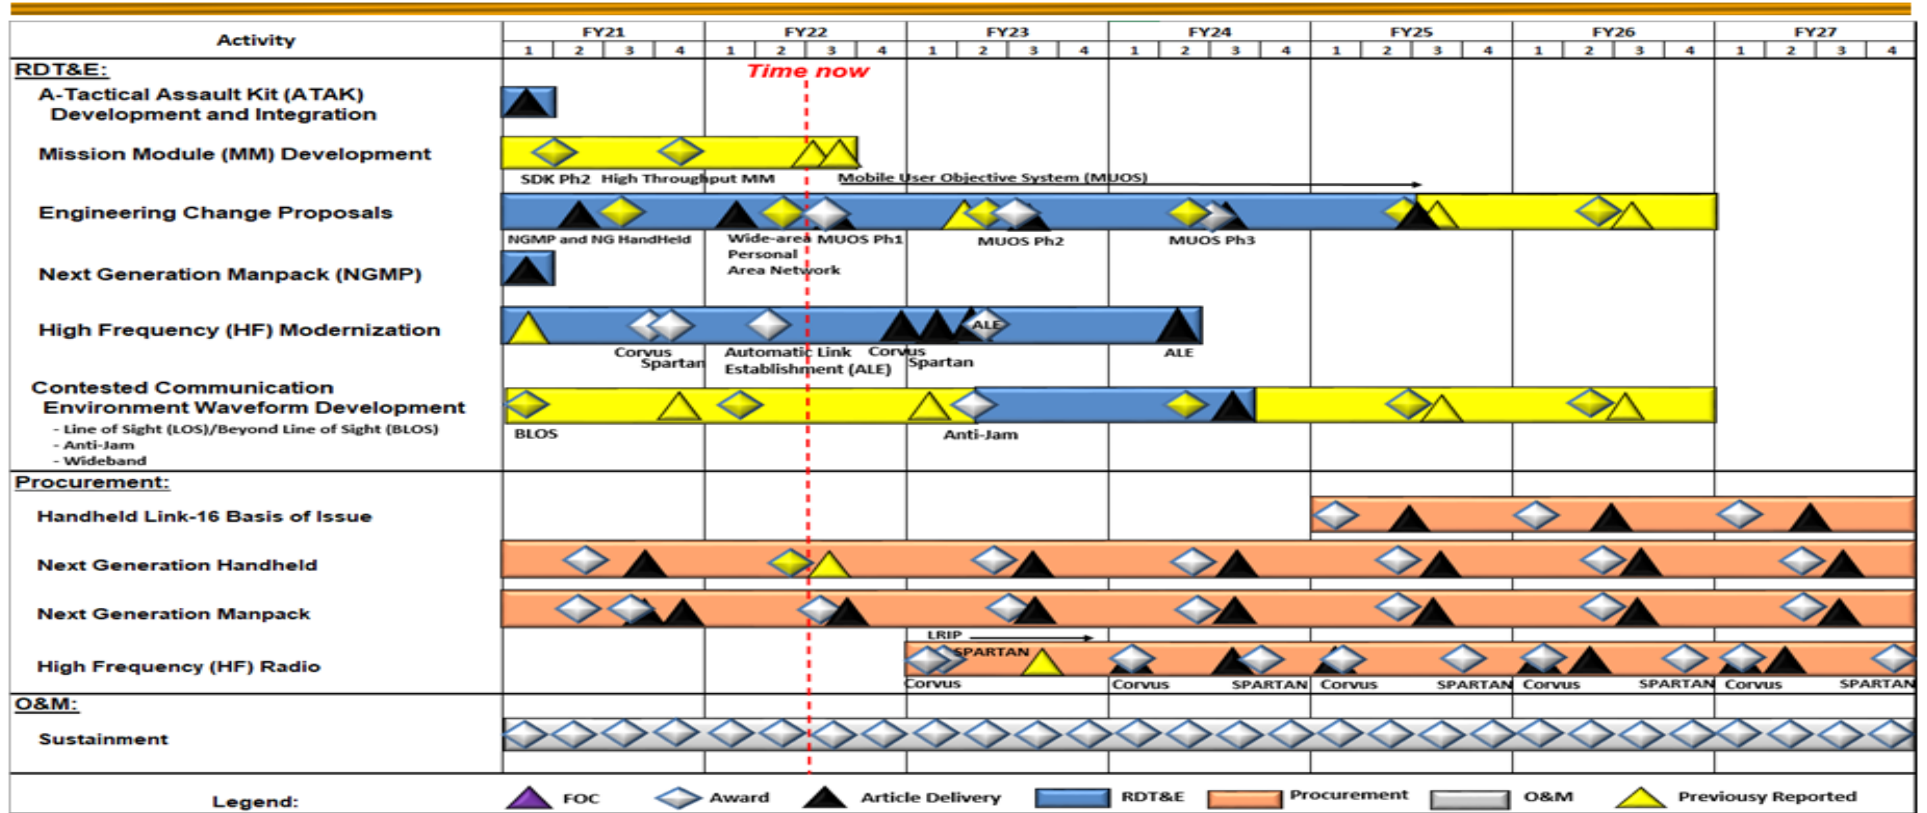 Activity FY21 FY22 FY23 FY24 FY25 FY26 FY27
1 2 3 4 1 2 3 4 1 2 3 4 1 2 3 4 1 2 3 4 1 2 3 4 1 2 3 4
RDT&E:
Time now
A-Tactical Assault Kit (ATAK)
Development and Integration
Mission Module (MM) Development
SDK Ph2 High Throughput MM Mobile User Objective System (MUOS)
Engineering Change Proposals
NGMP and NG HandHeld Wide-area MUOS Ph1 MUOS Ph2 MUOS Ph3
Personal
Area Network
Next Generation Manpack (NGMP)
High Frequency (HF) Modernization
ALE
Corvus Automatic Link Corvus ALE
Spartan Establishment (ALE) Spartan
Contested Communication
Environment Waveform Development
- Line of Sight (LOS)/Beyond Line of Sight (BLOS)
- Anti-Jam
- Wideband
BLOS Anti-Jam
Procurement:
Handheld Link-16 Basis of Issue
Next Generation Handheld
Next Generation Manpack
LRIP
High Frequency (HF) Radio
SPARTAN
Corvus Corvus SPARTAN Corvus SPARTAN Corvus SPARTAN Corvus SPARTAN
O&M:
Sustainment
Legend: FOC Award Article Delivery RDT&E Procurement O&M Previousy Reported